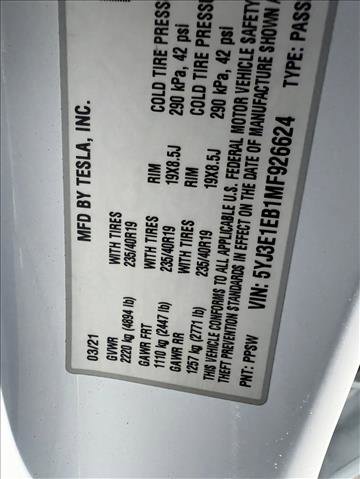 MFD BY TESLA, INC.
03/21
GVWR
2220 kg (4894 lb)
WITH TIRES
235/40R19
RIM
19X8.5J
COLD TIRE PRESS
290 kPa, 42 psi
GAWR FRT
1110 kg (2447 lb)
WITH TIRES
235/40R19
RIM
19X8.5J
COLD TIRE PRESS
290 kPa, 42 psi
GAWR RR
1257 kg (2771 lb)
WITH TIRES
235/40R19
THIS VEHICLE CONFORMS TO ALL APPLICABLE U.S. FEDERAL MOTOR VEHICLE SAFETY
THEFT PREVENTION STANDARDS IN EFFECT ON THE DATE OF MANUFACTURE SHOWN
VIN: 5YJ3E1EB1MF926624
PNT: PPSW
TYPE: PASS